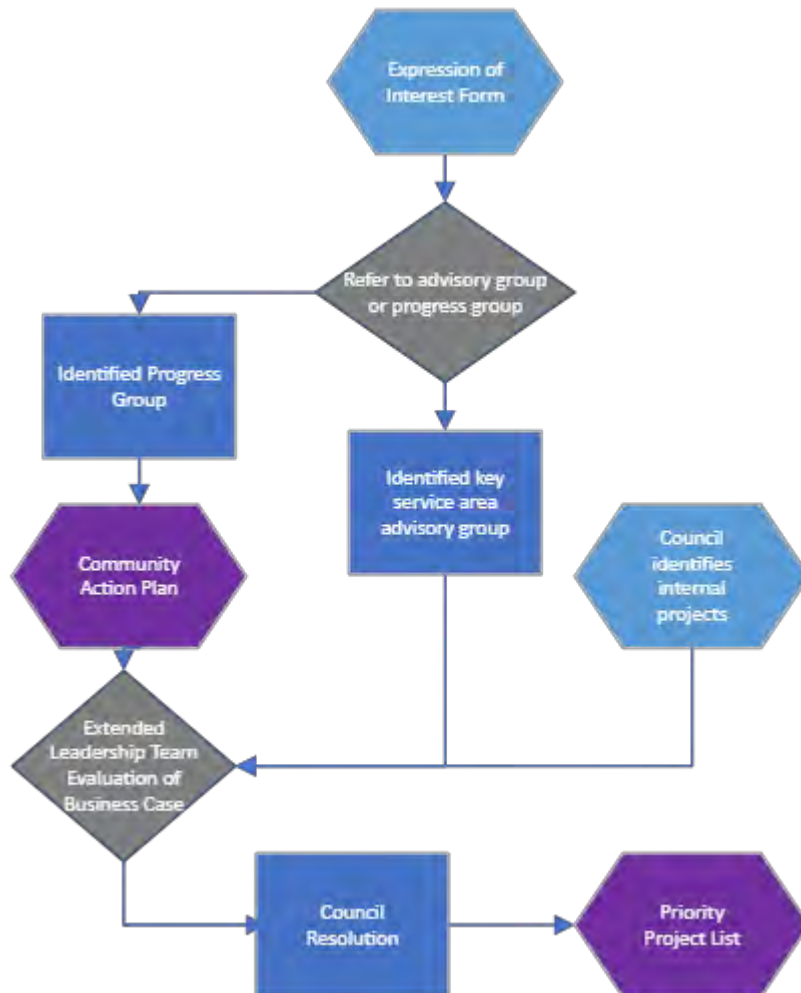 Expression of
Interest Form
Refer to advisory group
or progress group
Identified Progress
Group
Identified key
service area
advisory group
Community
Action Plan
Council
identifies
internal
projects
Extended
Leadership Team
Evaluation of
Business Case
Council
Resolution
Priority
Project List